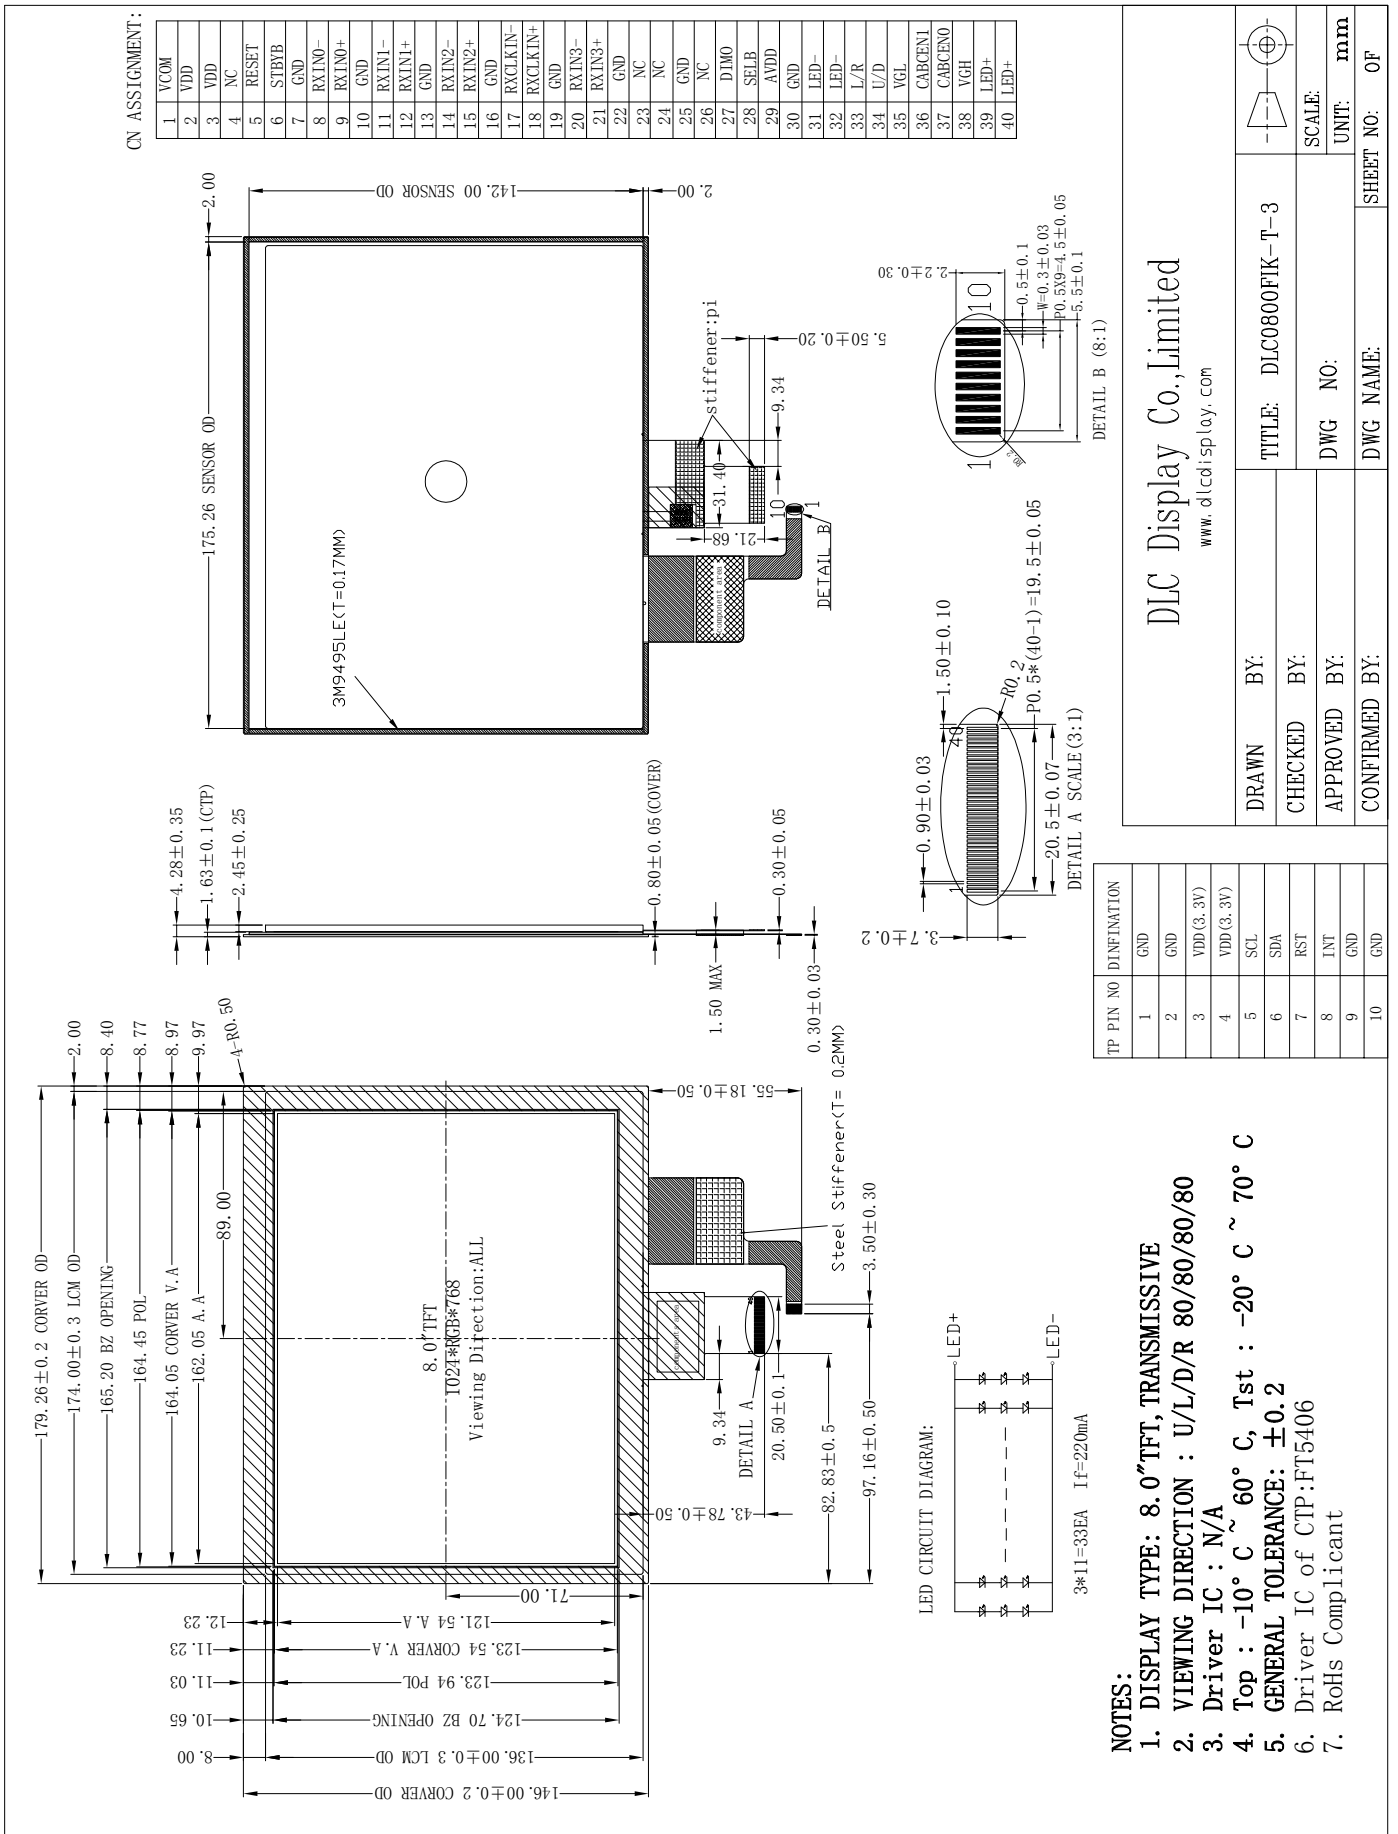 179.26±0.2 CORVER OD
174.00±0.3 LCM OD
165.20 BZ OPENING
164.45 POL
164.05 CORVER V.A
162.05 A.A
89.00
2.00
8.40
8.77
8.97
9.97
4-R0.50
146.00±0.2 CORVER OD
136.00±0.3 LCM OD
124.70 BZ OPENING
123.94 POL
123.54 CORVER V.A
121.54 A.A
71.00
8.00
10.65
11.03
11.23
12.23
8.0"TFT
1024*RGB*768
Viewing Direction:ALL
55.18±0.50
43.78±0.50
9.34
DETAIL A
20.50±0.1
82.83±0.5
97.16±0.50
3.50±0.30
Steel Stiffener(T= 0.2MM)
4.28±0.35
1.63±0.1(CTP)
2.45±0.25
0.80±0.05(COVER)
1.50 MAX
0.30±0.05
0.30±0.03
175.26 SENSOR OD
2.00
142.00 SENSOR OD
2.00
3M9495LE(T=0.17MM)
component area
stiffener:pi
31.40
9.34
21.68
5.50±0.20
10
1
DETAIL B
CN ASSIGNMENT:
1 VCOM
2 VDD
3 VDD
4 NC
5 RESET
6 STBYB
7 GND
8 RXIN0-
9 RXIN0+
10 GND
11 RXIN1-
12 RXIN1+
13 GND
14 RXIN2-
15 RXIN2+
16 GND
17 RXCLKIN-
18 RXCLKIN+
19 GND
20 RXIN3-
21 RXIN3+
22 GND
23 NC
24 NC
25 GND
26 NC
27 DIMO
28 SELB
29 AVDD
30 GND
31 LED-
32 LED-
33 L/R
34 U/D
35 VGL
36 CABCEN1
37 CABCEN0
38 VGH
39 LED+
40 LED+
LED CIRCUIT DIAGRAM:
LED+
LED-
3*11=33EA If=220mA
0.90±0.03
1.50±0.10
3.7±0.2
1
40
R0.2
P0.5*(40-1)=19.5±0.05
20.5±0.07
DETAIL A SCALE(3:1)
2.2±0.30
1
10
R0.2
0.5±0.1
W=0.3±0.03
P0.5X9=4.5±0.05
5.5±0.1
DETAIL B (8:1)
NOTES:
1. DISPLAY TYPE: 8.0"TFT,TRANSMISSIVE
2. VIEWING DIRECTION : U/L/D/R 80/80/80/80
3. Driver IC : N/A
4. Top : -10° C ~ 60° C, Tst : -20° C ~ 70° C
5. GENERAL TOLERANCE: ±0.2
6. Driver IC of CTP:FT5406
7. RoHs Complicant
TP PIN NO DINFINATION
1 GND
2 GND
3 VDD(3.3V)
4 VDD(3.3V)
5 SCL
6 SDA
7 RST
8 INT
9 GND
10 GND
DLC Display Co.,Limited
www.dlcdisplay.com
DRAWN BY:
CHECKED BY:
APPROVED BY:
CONFIRMED BY:
TITLE: DLC0800FIK-T-3
DWG NO:
DWG NAME:
SCALE:
UNIT: mm
SHEET NO: OF